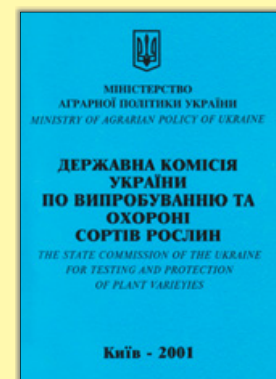 МІНІСТЕРСТВО
АГРАРНОЇ ПОЛІТИКИ УКРАЇНИ
MINISTRY OF AGRARIAN POLICY OF UKRAINE
ДЕРЖАВНА КОМІСІЯ
УКРАЇНИ
ПО ВИПРОБУВАННЮ ТА
ОХОРОНІ
СОРТІВ РОСЛИН
THE STATE COMMISSION OF THE UKRAINE
FOR TESTING AND PROTECTION
OF PLANT VARIEYIES
Київ - 2001